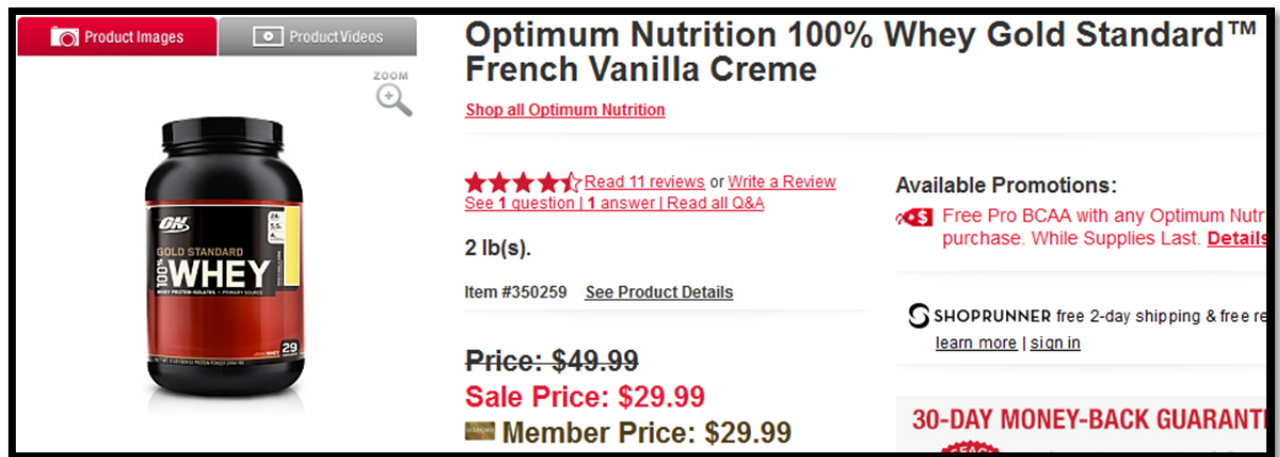 Product Images
Product Videos
Optimum Nutrition 100% Whey Gold Standard™
French Vanilla Creme
ZOOM
Shop all Optimum Nutrition
Read 11 reviews or Write a Review
See 1 question | 1 answer | Read all Q&A
2 lb(s).
Item #350259 See Product Details
Price: $49.99
Sale Price: $29.99
Member Price: $29.99
Available Promotions:
Free Pro BCAA with any Optimum Nutr
purchase. While Supplies Last. Details
SHOPRUNNER free 2-day shipping & free re
learn more | sign in
30-DAY MONEY-BACK GUARANT
ON
GOLD STANDARD
100% WHEY
29